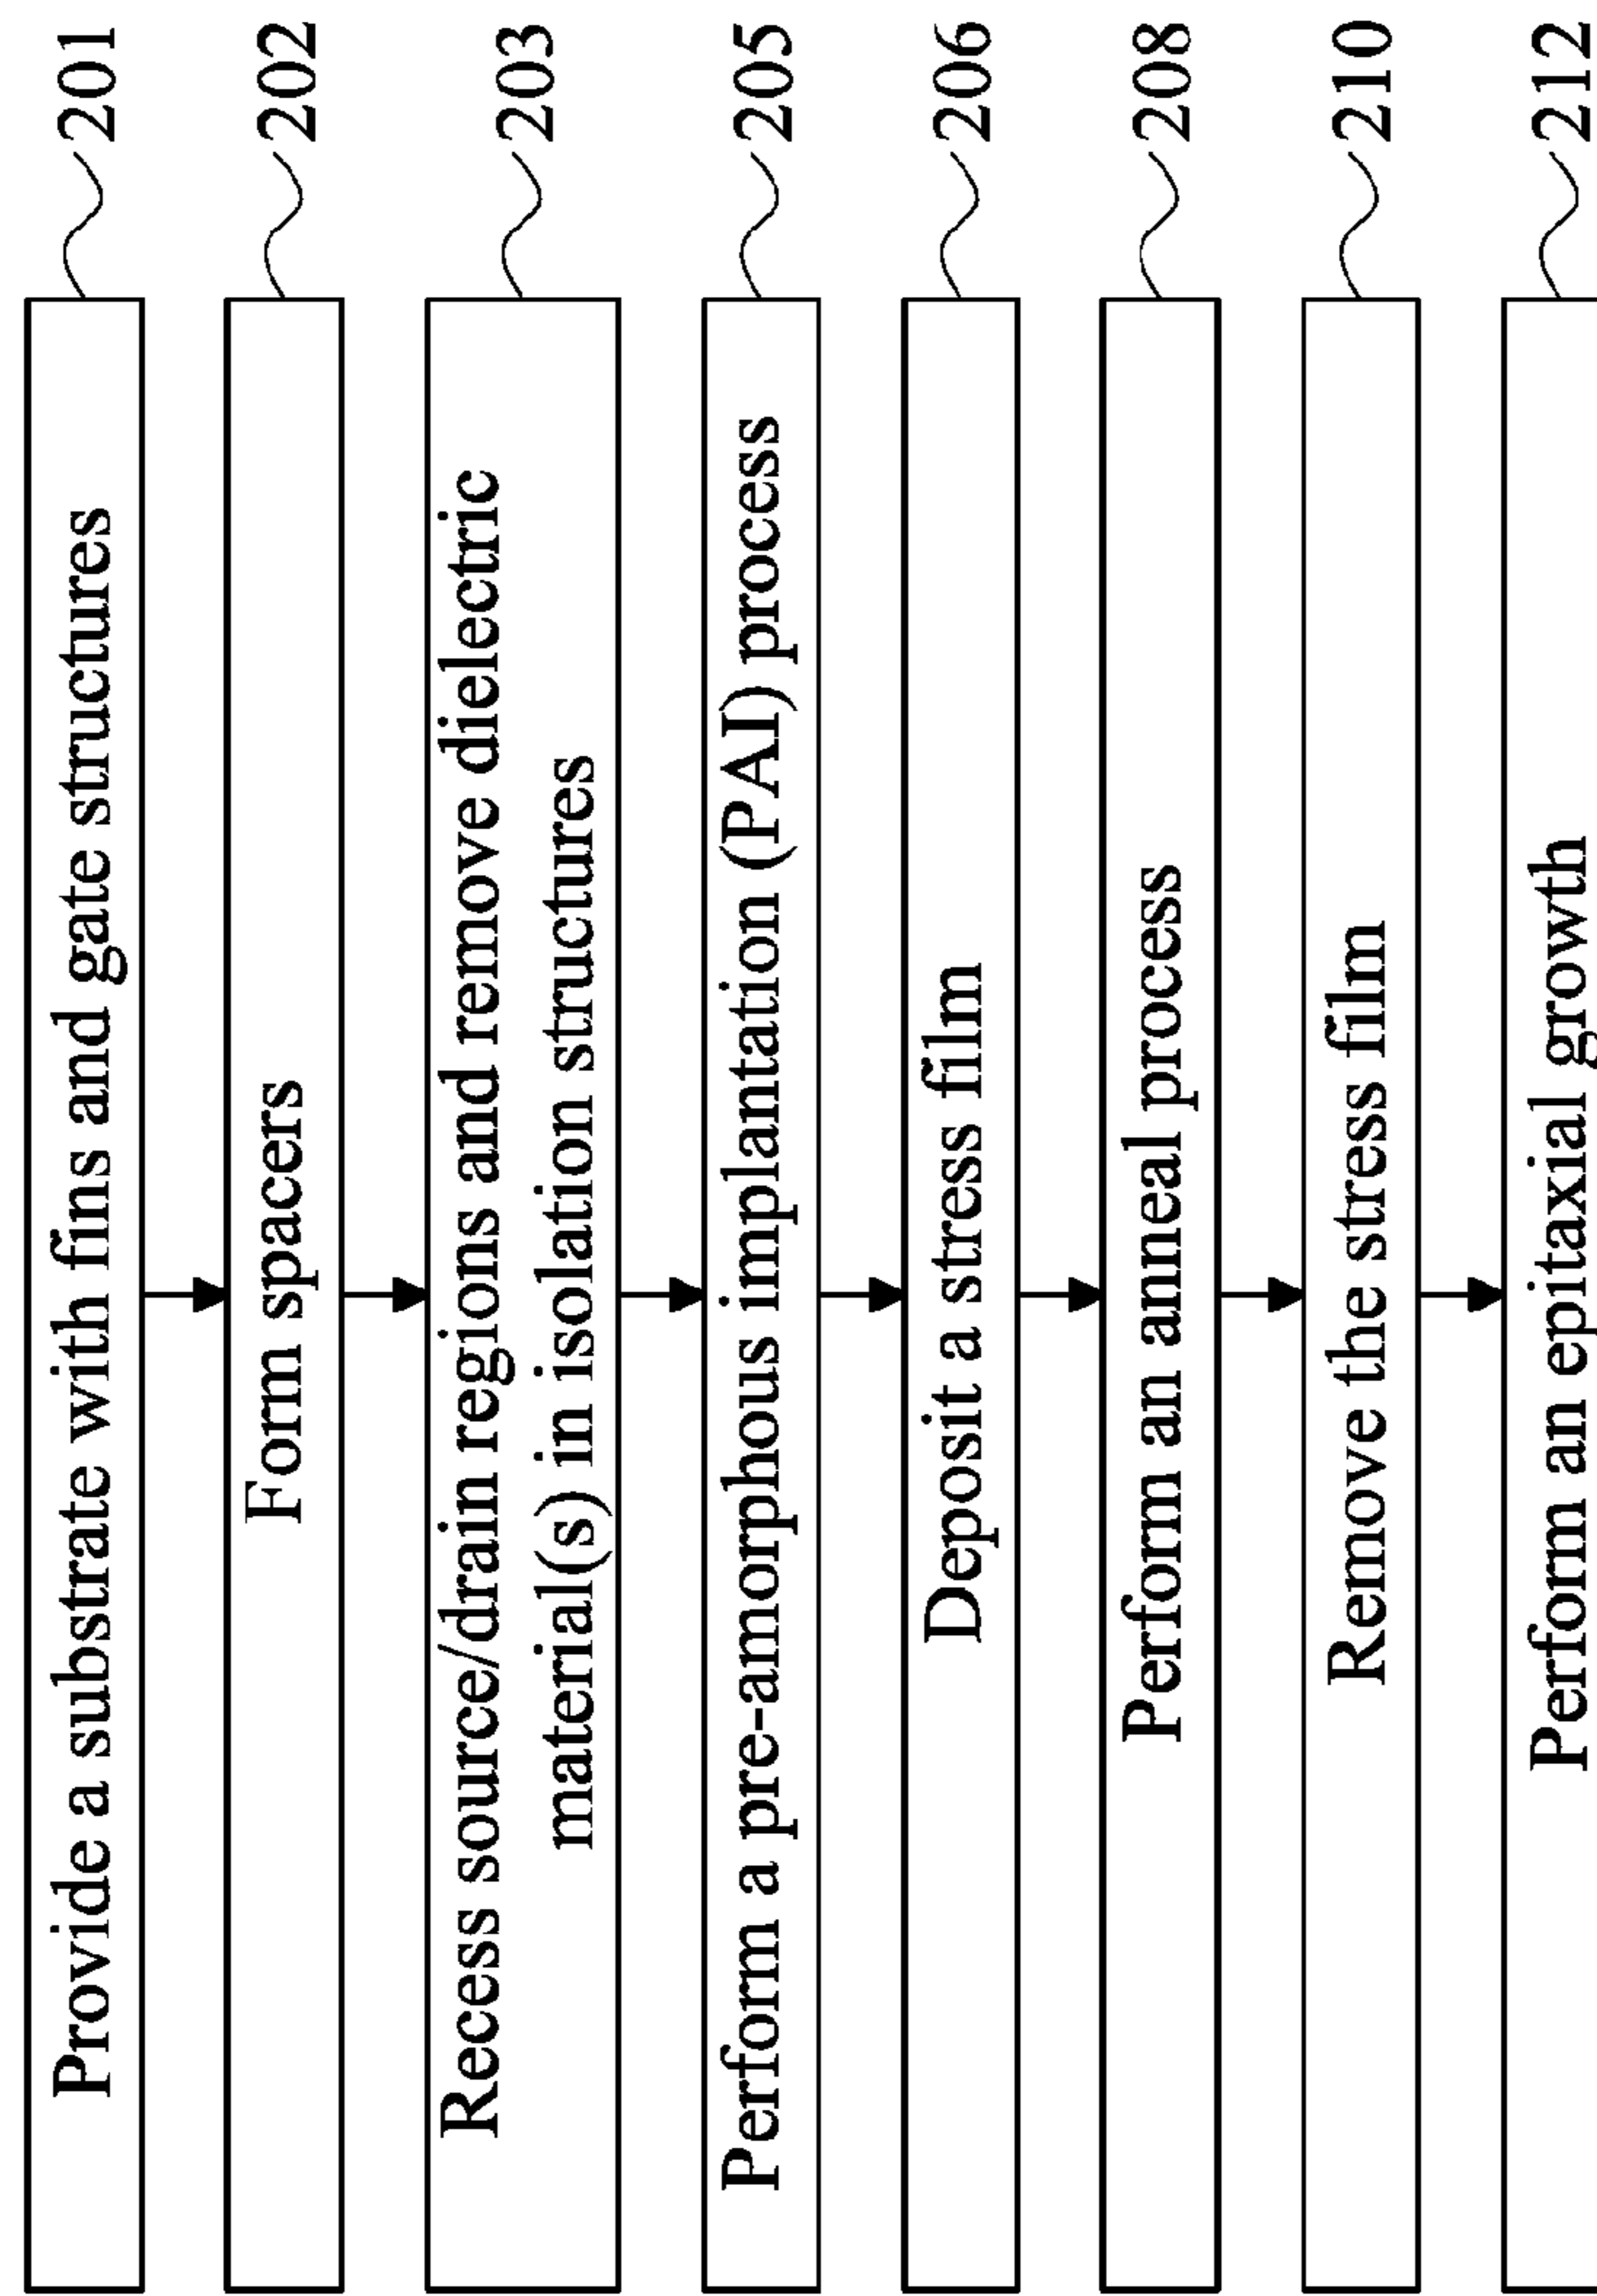 Provide a substrate with fins and gate structures 201
Form spacers 202
Recess source/drain regions and remove dielectric 203
material(s) in isolation structures
Perform a pre-amorphous implantation (PAI) process 205
Deposit a stress film 206
Perform an anneal process 208
Remove the stress film 210
Perform an epitaxial growth 212